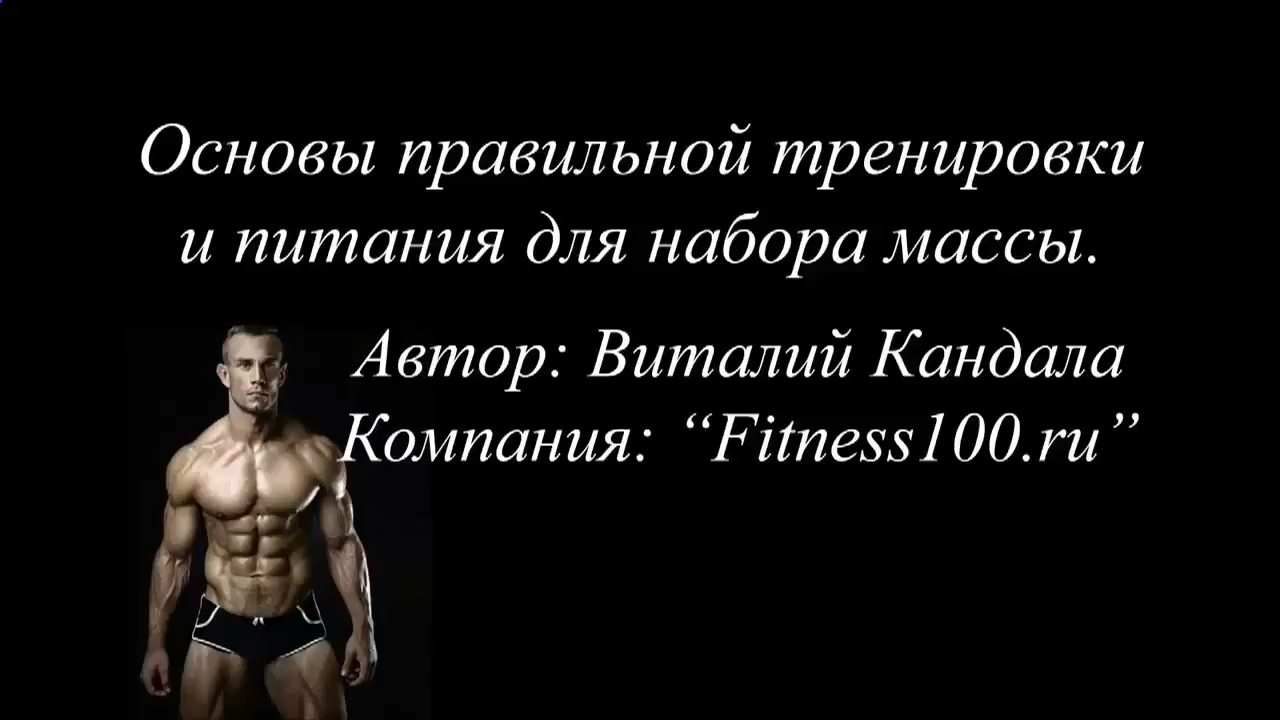 Основы правильной тренировки
и питания для набора массы.
Автор: Виталий Кандала
Компания: “Fitness100.ru”